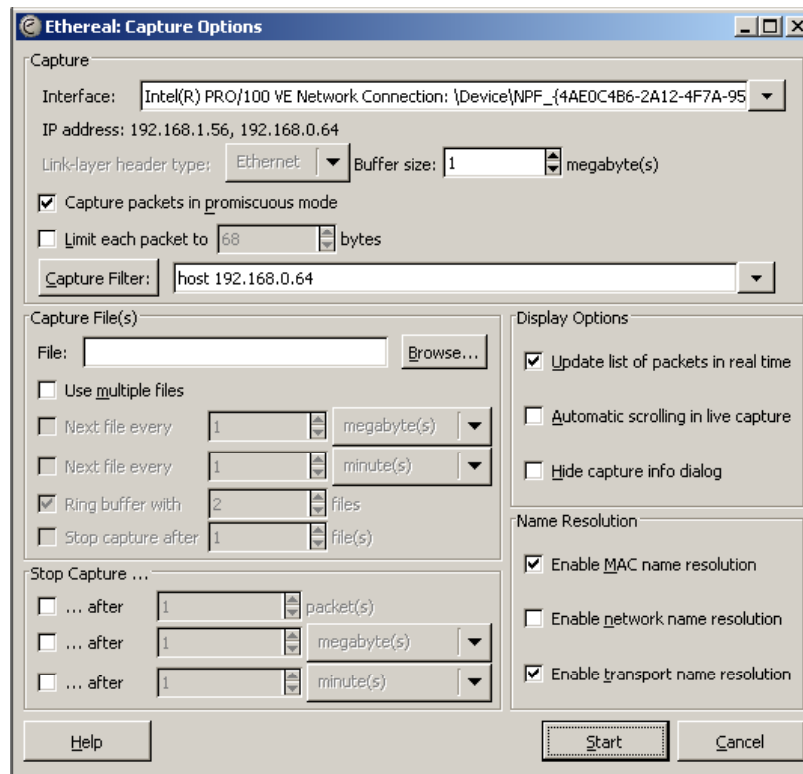 Ethereal: Capture Options
Capture
Interface: Intel(R) PRO/100 VE Network Connection: \Device\NPF_{4AE0C4B6-2A12-4F7A-95
IP address: 192.168.1.56, 192.168.0.64
Link-layer header type: Ethernet Buffer size: 1 megabyte(s)
Capture packets in promiscuous mode
Limit each packet to 68 bytes
Capture Filter: host 192.168.0.64
Capture File(s)
File: Browse...
Use multiple files
Next file every 1 megabyte(s)
Next file every 1 minute(s)
Ring buffer with 2 files
Stop capture after 1 file(s)
Stop Capture ...
... after 1 packet(s)
... after 1 megabyte(s)
... after 1 minute(s)
Display Options
Update list of packets in real time
Automatic scrolling in live capture
Hide capture info dialog
Name Resolution
Enable MAC name resolution
Enable network name resolution
Enable transport name resolution
Help Start Cancel